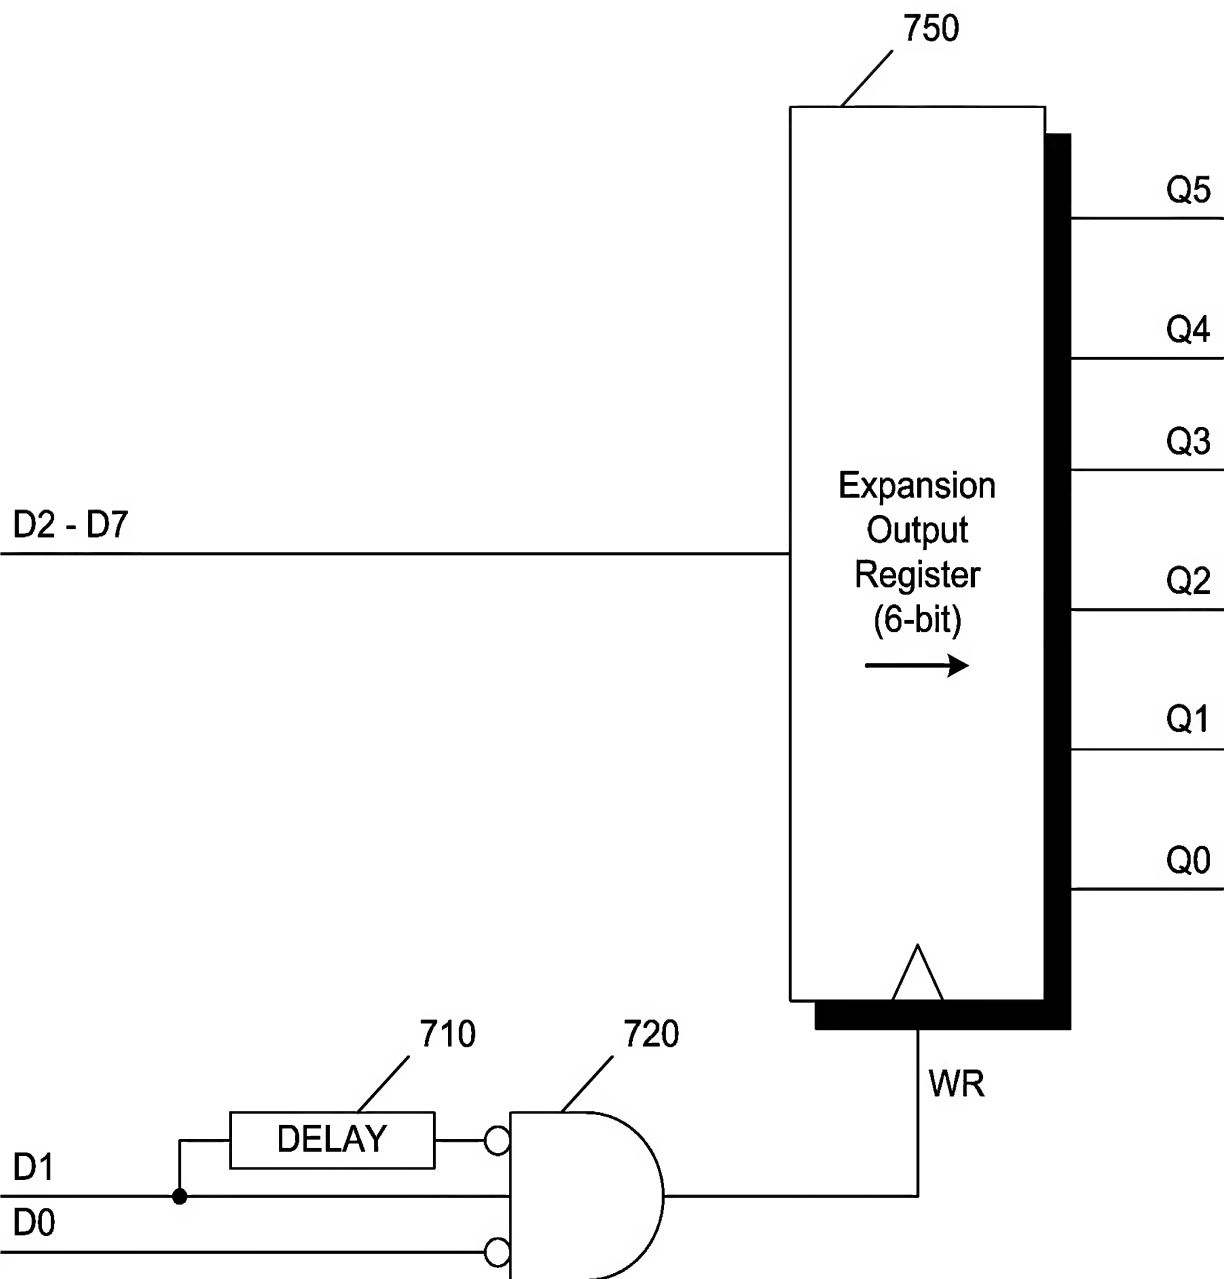 750
Q5
Q4
Q3
Expansion
Output
Register
(6-bit)
D2 - D7
Q2
Q1
Q0
710
720
WR
DELAY
D1
D0